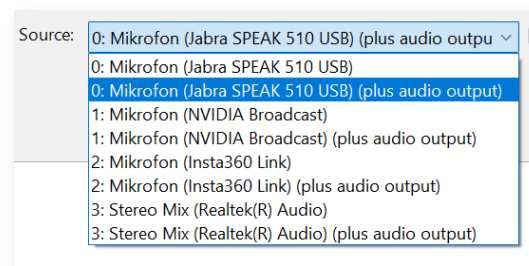 Source:
0: Mikrofon (Jabra SPEAK 510 USB) (plus audio outpu
0: Mikrofon (Jabra SPEAK 510 USB)
0: Mikrofon (Jabra SPEAK 510 USB) (plus audio output)
1: Mikrofon (NVIDIA Broadcast)
1: Mikrofon (NVIDIA Broadcast) (plus audio output)
2: Mikrofon (Insta360 Link)
2: Mikrofon (Insta360 Link) (plus audio output)
3: Stereo Mix (Realtek(R) Audio)
3: Stereo Mix (Realtek(R) Audio) (plus audio output)